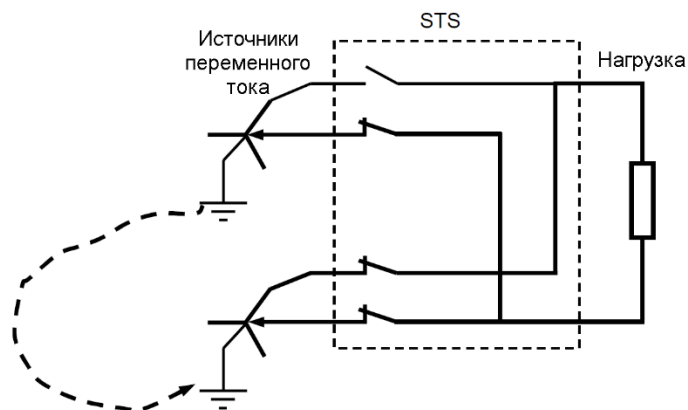 STS
Источники
переменного
тока
Нагрузка